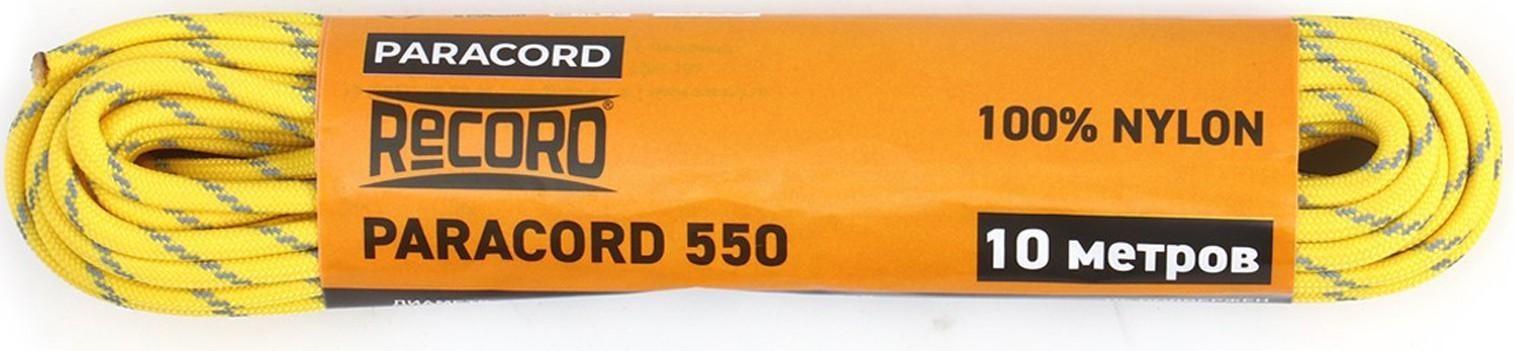 PARACORD
RECORD®
PARACORD 550
100% NYLON
10 метров